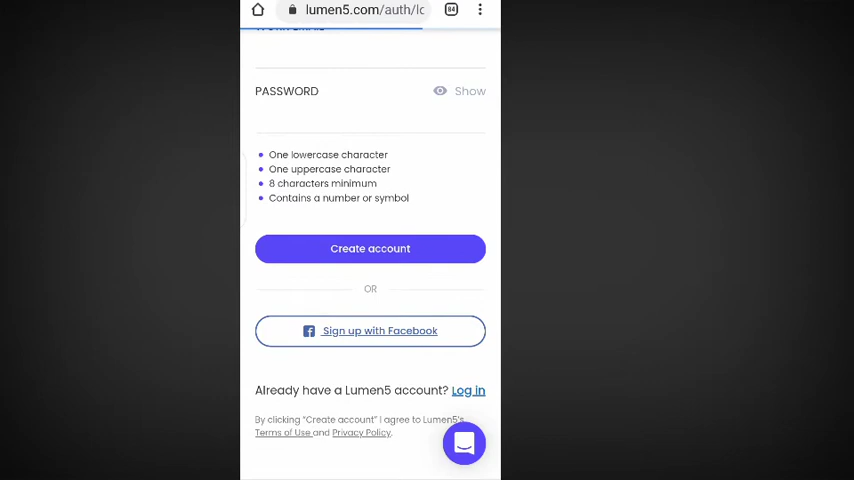 lumen5.com/auth/lo
84
PASSWORD
Show
One lowercase character
One uppercase character
8 characters minimum
Contains a number or symbol
Create account
OR
Sign up with Facebook
Already have a Lumen5 account? Log in
By clicking "Create account" I agree to Lumen5's
Terms of Use and Privacy Policy.